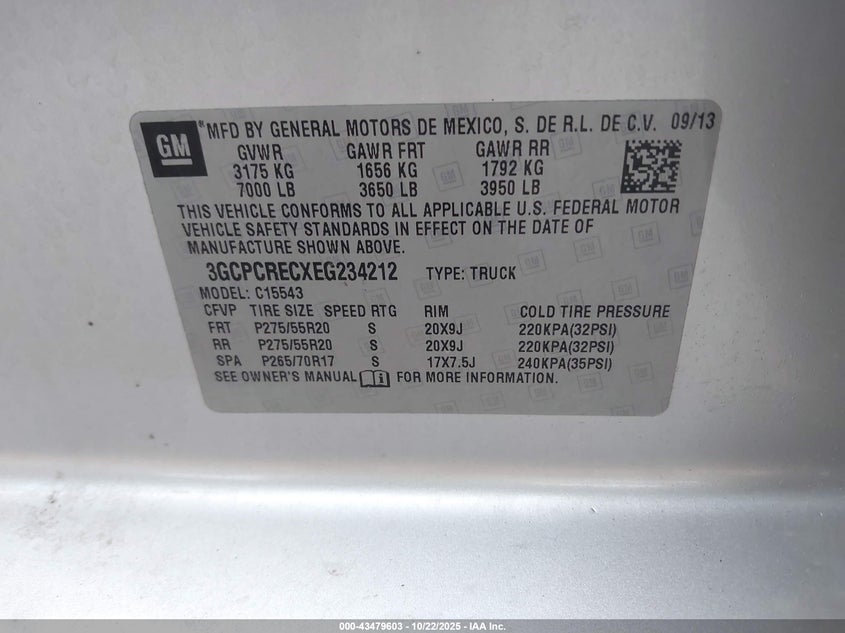 GM ® MFD BY GENERAL MOTORS DE MEXICO, S. DE R.L. DE C.V. 09/13
GVWR GAWR FRT GAWR RR
3175 KG 1656 KG 1792 KG
7000 LB 3650 LB 3950 LB
THIS VEHICLE CONFORMS TO ALL APPLICABLE U.S. FEDERAL MOTOR
VEHICLE SAFETY STANDARDS IN EFFECT ON THE DATE OF
MANUFACTURE SHOWN ABOVE.
3GCPCRECXEG234212 TYPE: TRUCK
MODEL: C15543
CFVP TIRE SIZE SPEED RTG RIM COLD TIRE PRESSURE
FRT P275/55R20 S 20X9J 220KPA(32PSI)
RR P275/55R20 S 20X9J 220KPA(32PSI)
SPA P265/70R17 S 17X7.5J 240KPA(35PSI)
SEE OWNER'S MANUAL FOR MORE INFORMATION.
000-43479603 - 10/22/2025 - IAA Inc.